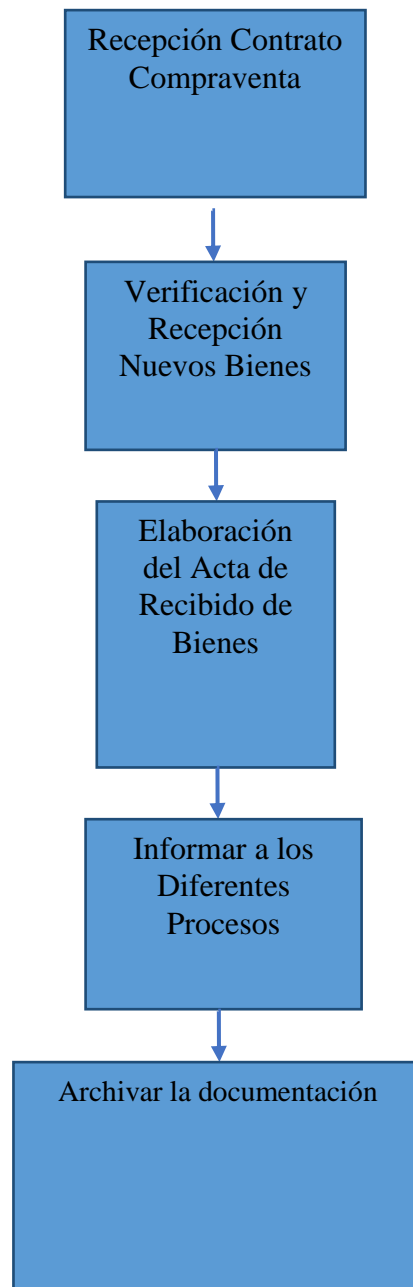 Recepción Contrato
Compraventa
Verificación y
Recepción
Nuevos Bienes
Elaboración
del Acta de
Recibido de
Bienes
Informar a los
Diferentes
Procesos
Archivar la documentación